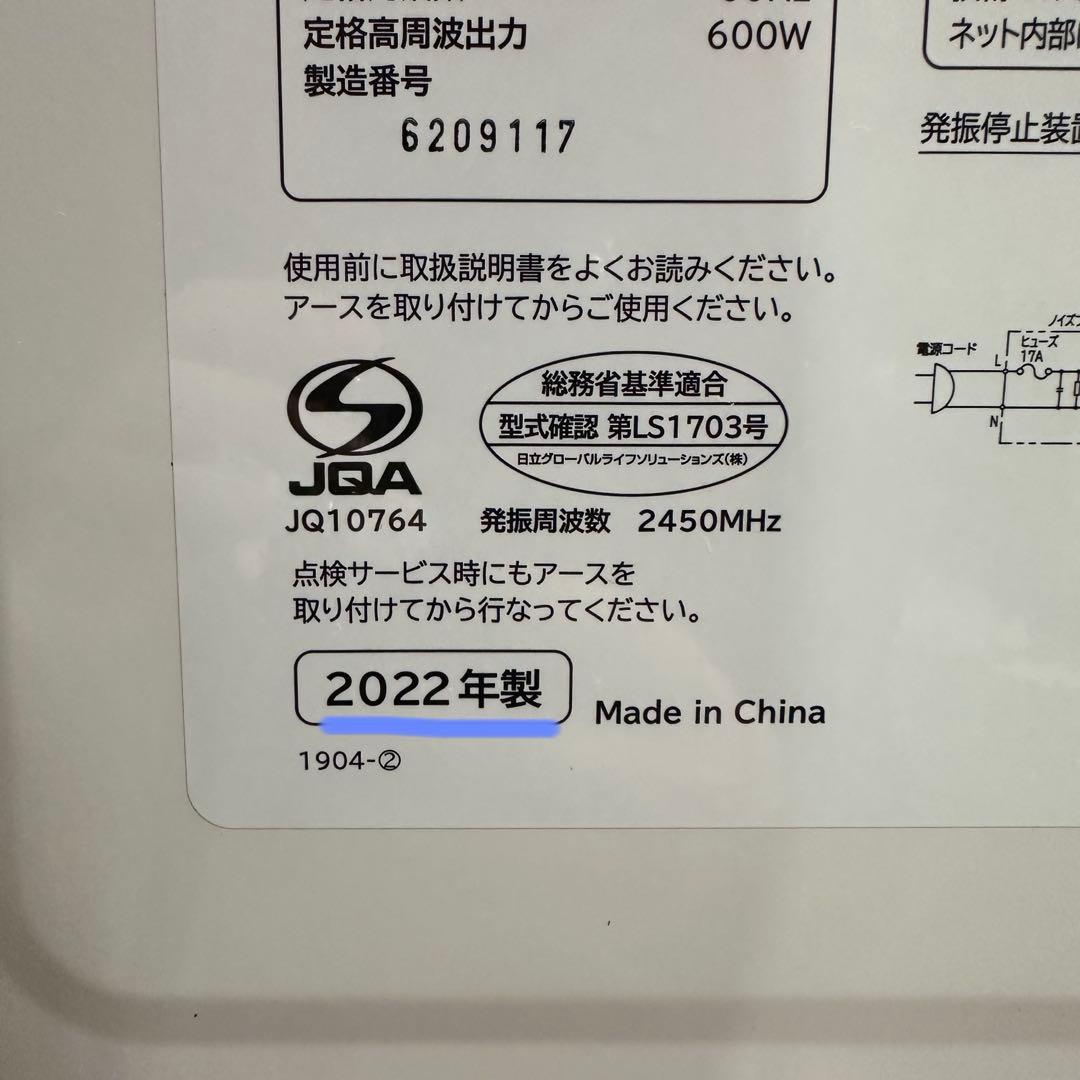 定格高周波出力 600W
製造番号
6209117
ネット内部
発振停止装置
使用前に取扱説明書をよくお読みください。
アースを取り付けてからご使用ください。
JQA
JQ10764
総務省基準適合
型式確認 第LS1703号
日立グローバルライフソリューションズ(株)
発振周波数 2450MHz
点検サービス時にもアースを
取り付けてから行なってください。
2022年製
Made in China
1904-②
ノイズフ
電源コード
L
ヒューズ
17A
N